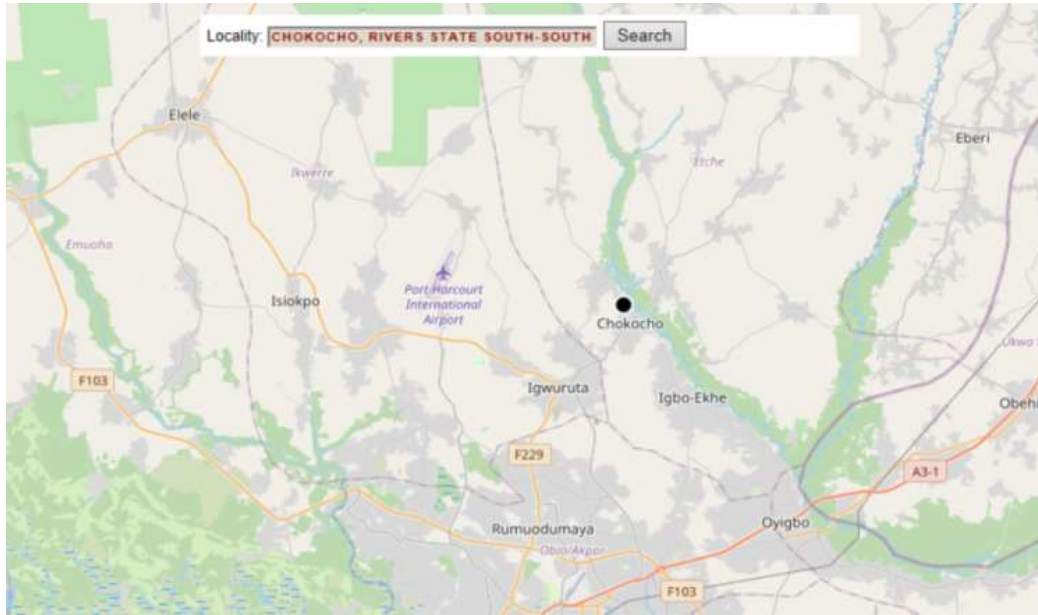 Locality: CHOKOCHO, RIVERS STATE SOUTH-SOUTH Search
Elele
Eberi
Etche
Ikwerre
Emuoha
Port Harcourt
International
Airport
Isiokpo
Chokocho
Ukwa
F103
Igwuruta
Igbo-Ekhe
Obehi
F229
A3-1
Oyigbo
Rumuodumaya
Obio/Akpor
F103